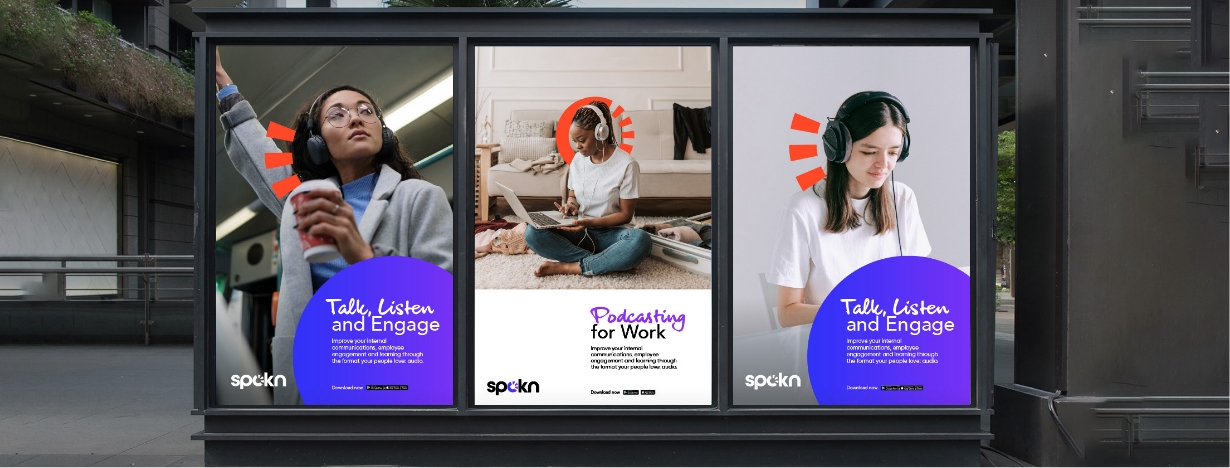 Talk, Listen
and Engage
Improve your internal
communications, employee
engagement and learning through
the format your people love: audio.
Download now
spokn
Podcasting
for Work
Improve your internal
communications, employee
engagement and learning through
the format your people love: audio.
Download now
spokn
Talk, Listen
and Engage
Improve your internal
communications, employee
engagement and learning through
the format your people love: audio.
Download now
spokn